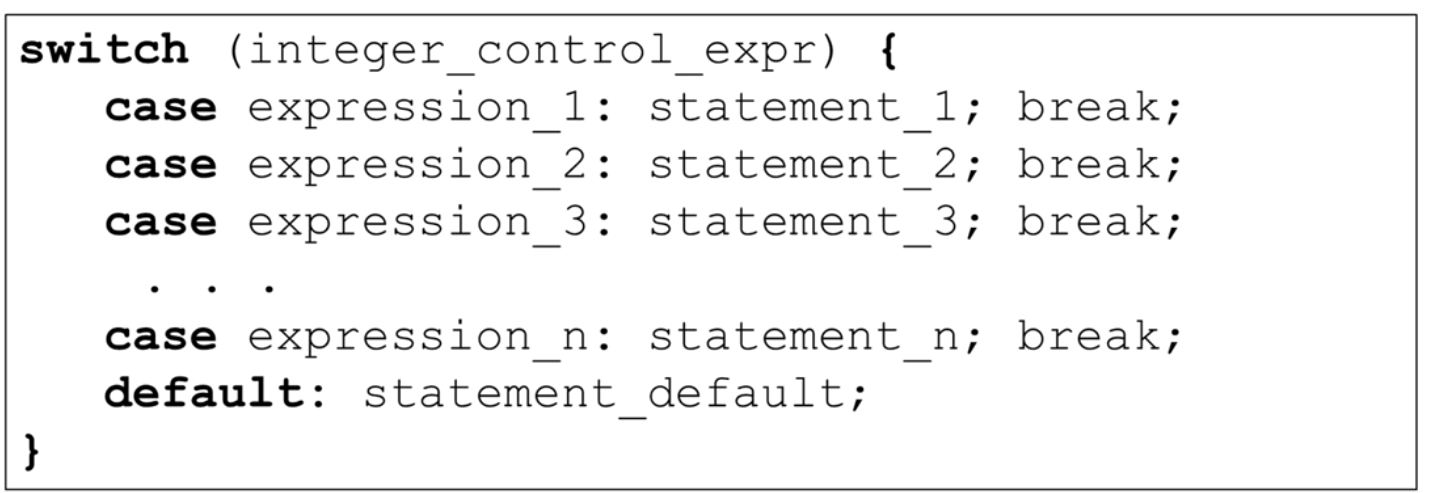 switch (integer_control_expr) {
case expression_1: statement_1; break;
case expression_2: statement_2; break;
case expression_3: statement_3; break;
. . .
case expression_n: statement_n; break;
default: statement_default;
}